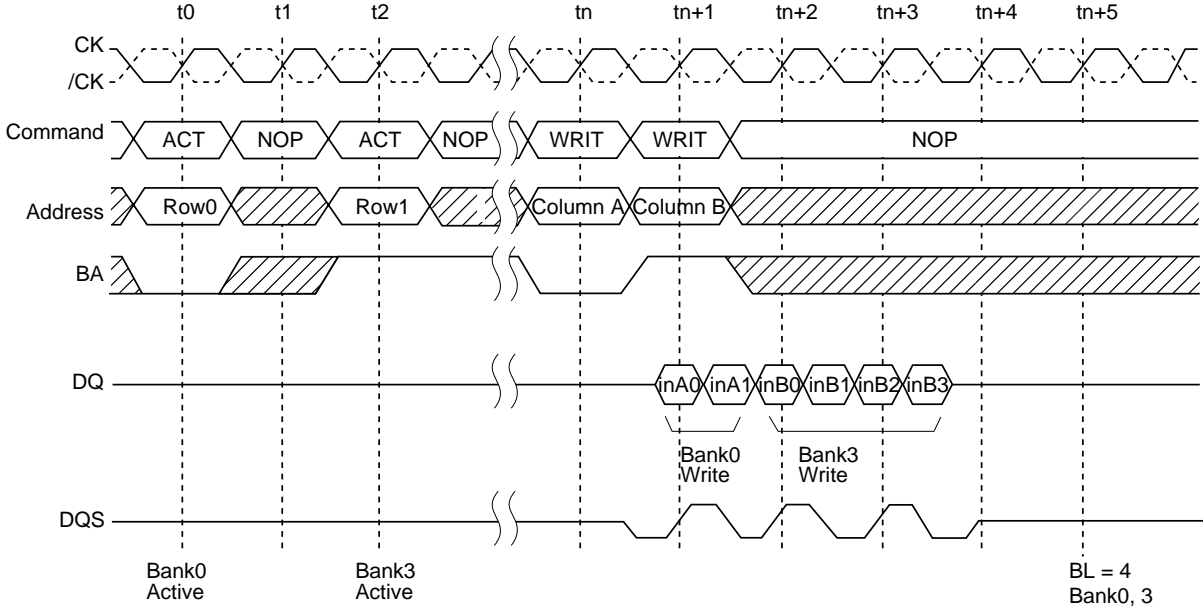 t0 t1 t2 tn tn+1 tn+2 tn+3 tn+4 tn+5
CK
/CK
Command ACT NOP ACT NOP WRIT WRIT NOP
Address Row0 Row1 Column A Column B
BA
DQ inA0 inA1 inB0 inB1 inB2 inB3
Bank0 Bank3
Write Write
DQS
Bank0 Bank3 BL = 4
Active Active Bank0, 3